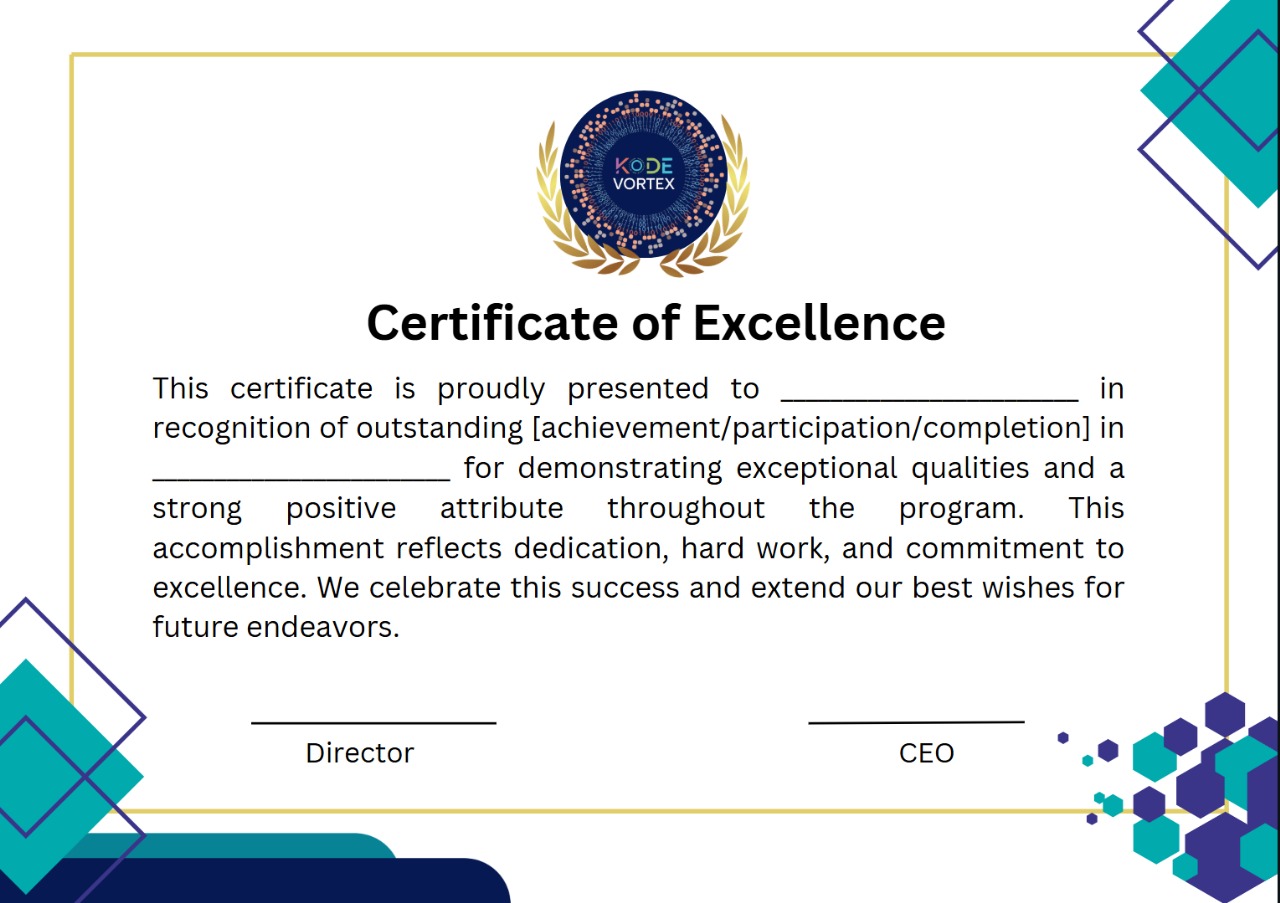 KODE
VORTEX
Certificate of Excellence
This certificate is proudly presented to ______________________ in
recognition of outstanding [achievement/participation/completion] in
______________________ for demonstrating exceptional qualities and a
strong positive attribute throughout the program. This
accomplishment reflects dedication, hard work, and commitment to
excellence. We celebrate this success and extend our best wishes for
future endeavors.
Director
CEO